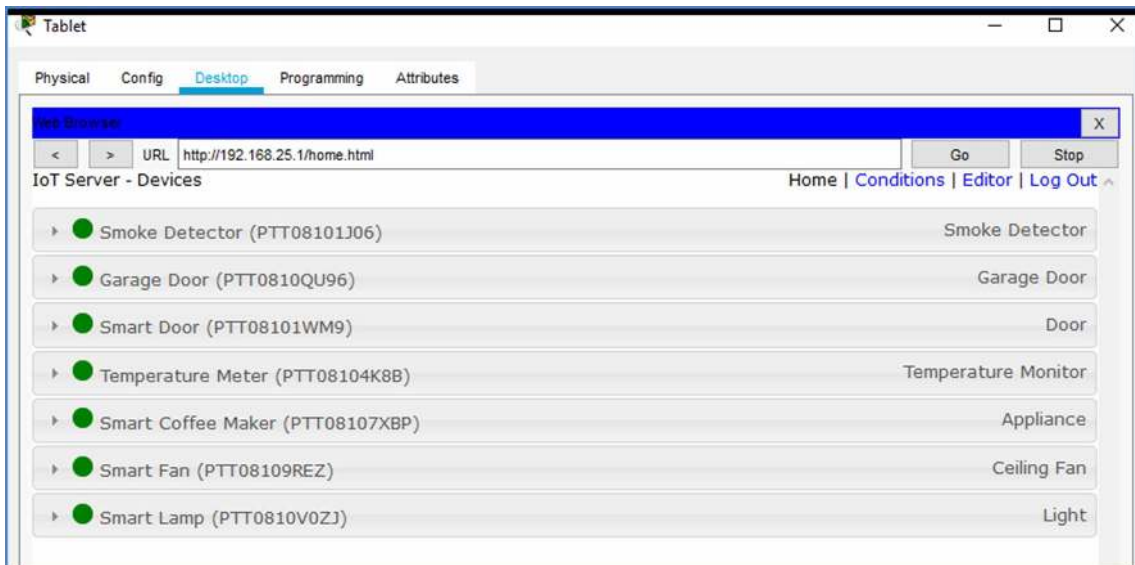 Tablet
Physical Config Desktop Programming Attributes
Web Browser X
< > URL http://192.168.25.1/home.html Go Stop
IoT Server - Devices Home | Conditions | Editor | Log Out
Smoke Detector (PTT08101J06) Smoke Detector
Garage Door (PTT0810QU96) Garage Door
Smart Door (PTT08101WM9) Door
Temperature Meter (PTT08104K8B) Temperature Monitor
Smart Coffee Maker (PTT08107XBP) Appliance
Smart Fan (PTT08109REZ) Ceiling Fan
Smart Lamp (PTT0810V0ZJ) Light